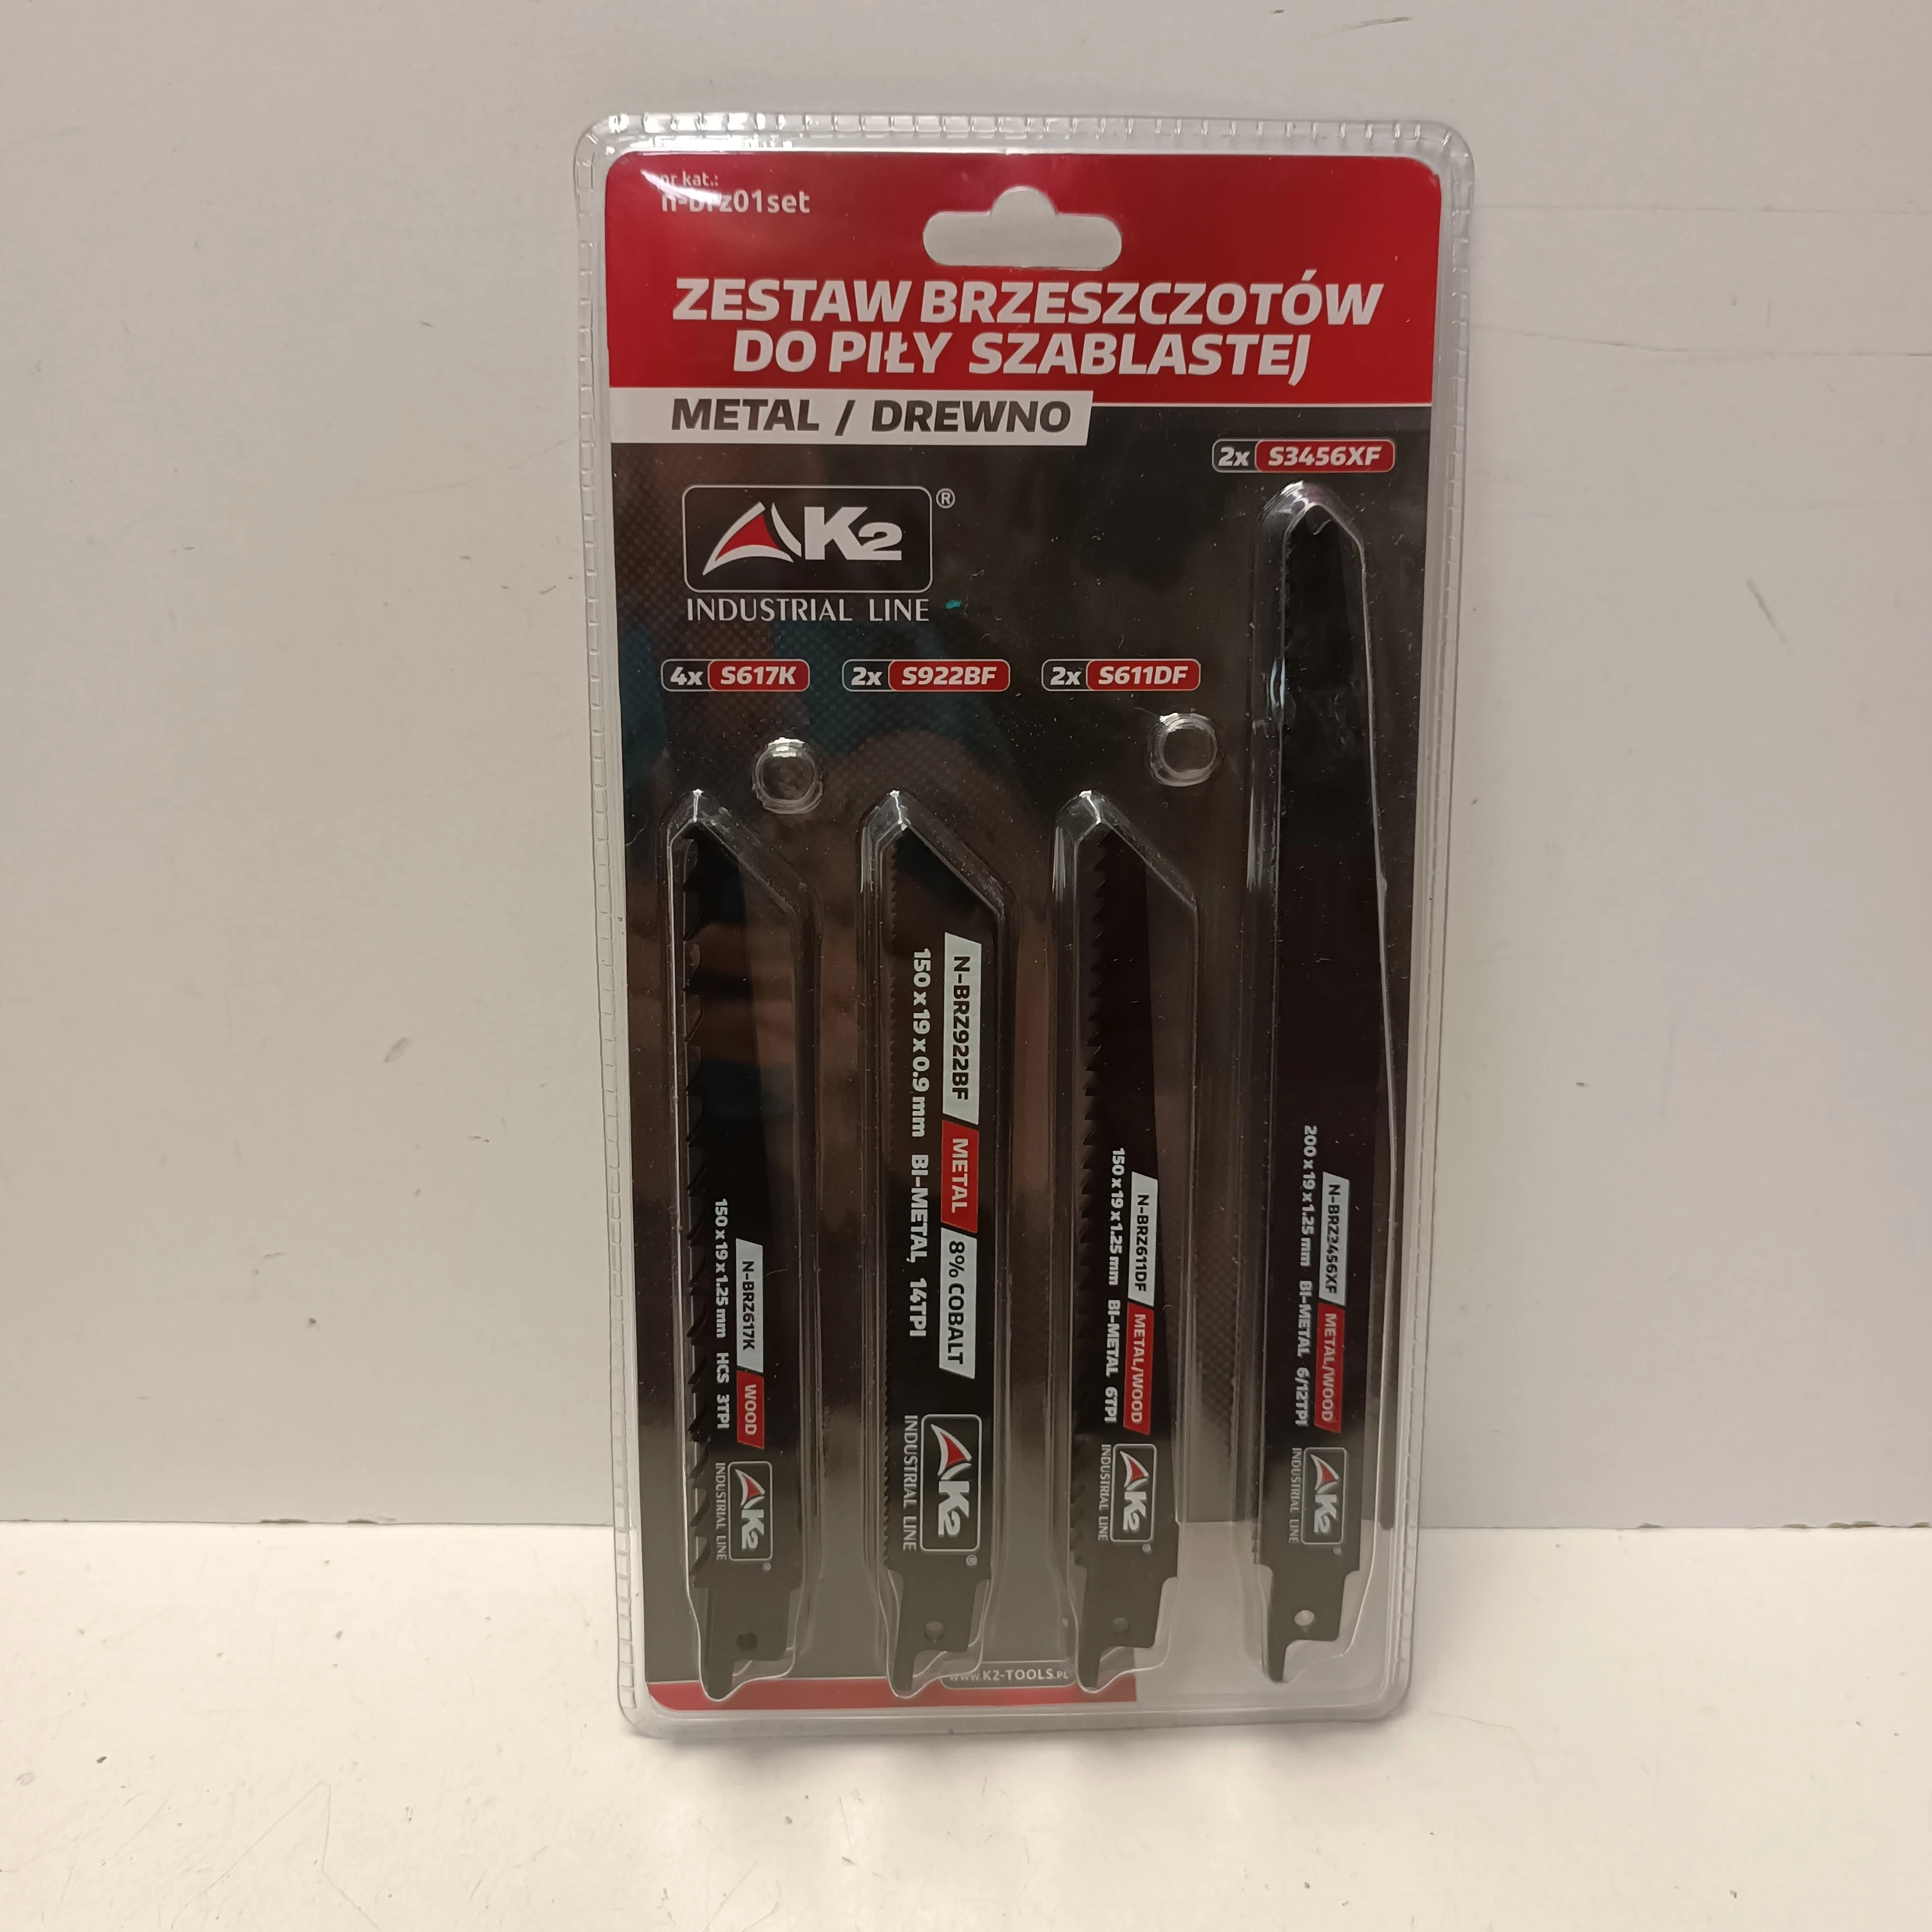 nr kat.:
n-brz01set
ZESTAW BRZESZCZOTÓW
DO PIŁY SZABLASTEJ
METAL / DREWNO
2x S3456XF
K2®
INDUSTRIAL LINE
4x S617K
2x S922BF
2x S611DF
N-BRZ617K WOOD
150 x 19 x 1.25 mm HCS 3TPI
K2®
INDUSTRIAL LINE
N-BRZ922BF METAL 8% COBALT
150 x 19 x 0.9 mm BI-METAL, 14TPI
K2®
INDUSTRIAL LINE
N-BRZ611DF METAL/WOOD
150 x 19 x 1.25 mm BI-METAL 6TPI
K2®
INDUSTRIAL LINE
N-BRZ3456XF METAL/WOOD
200 x 19 x 1.25 mm BI-METAL 6/12TPI
K2®
INDUSTRIAL LINE
www.K2-TOOLS.PL